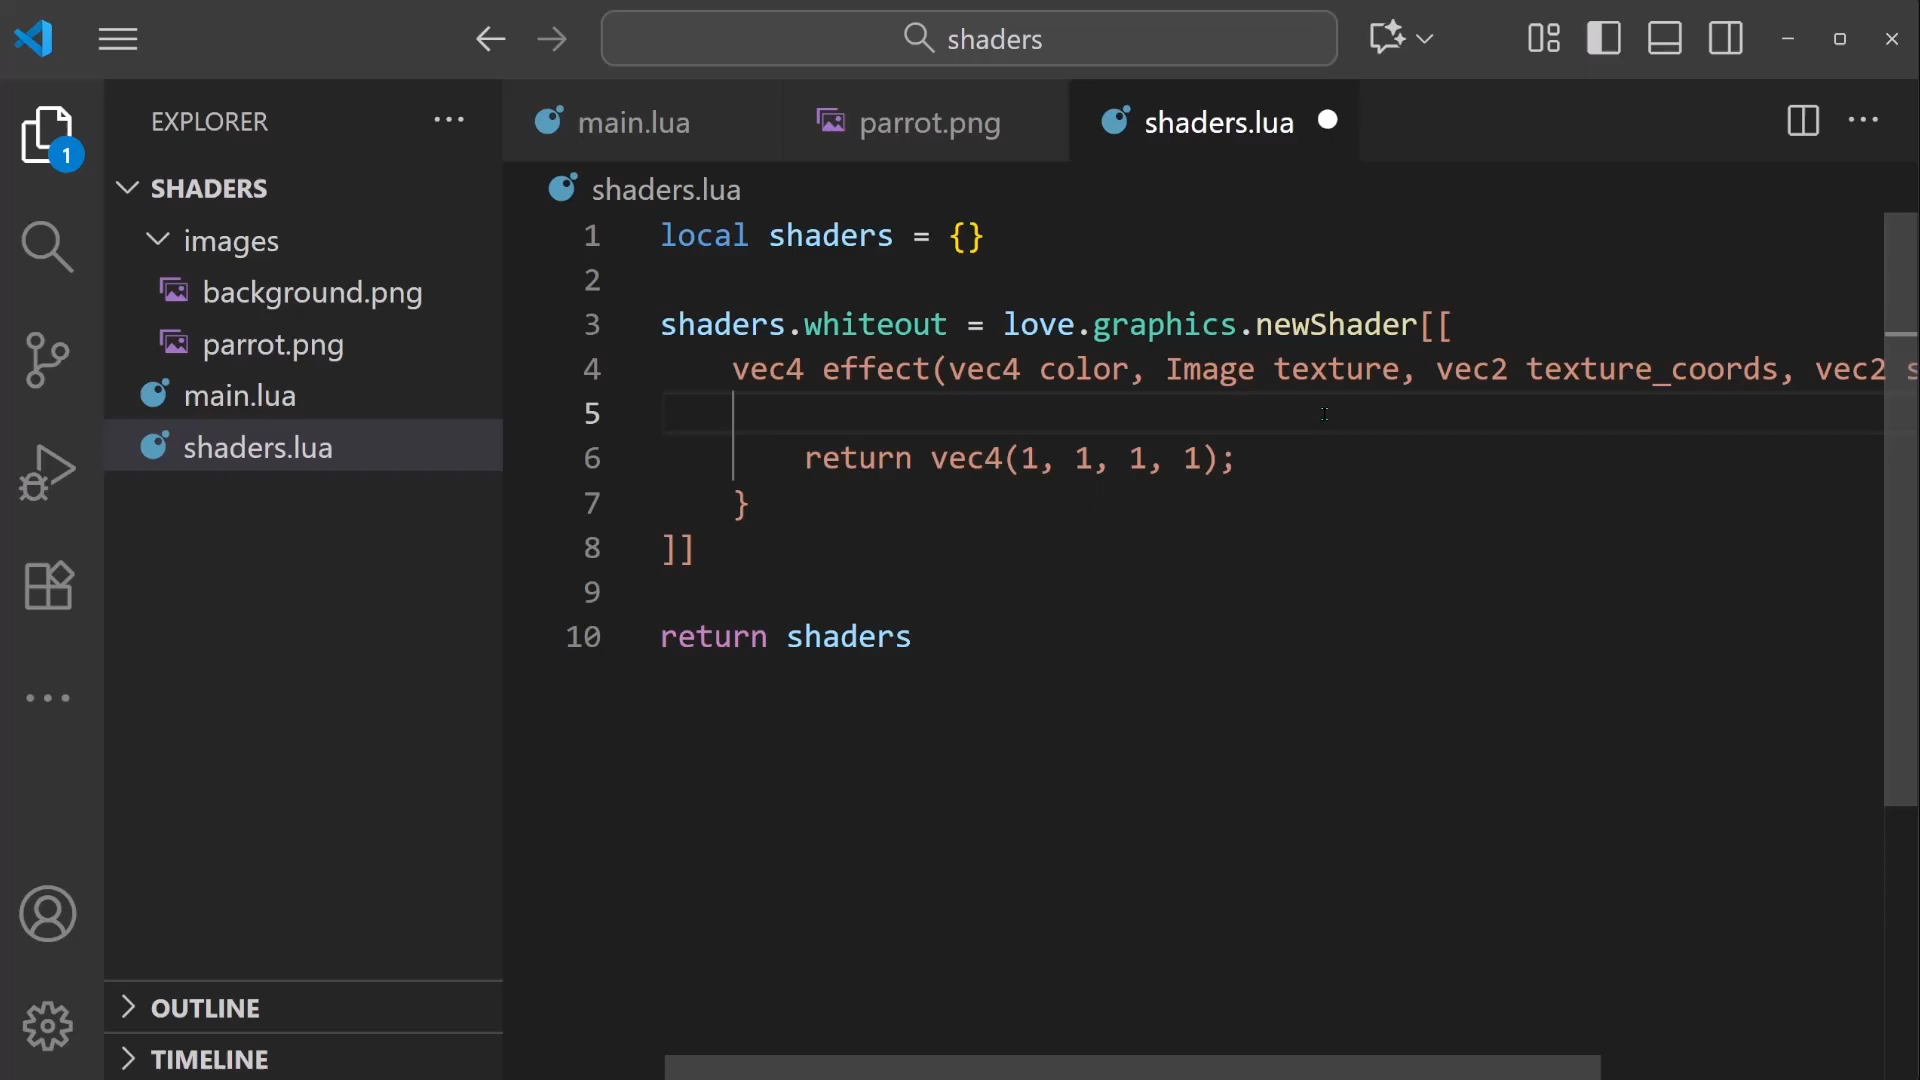 shaders
EXPLORER
1
SHADERS
images
background.png
parrot.png
main.lua
shaders.lua
OUTLINE
TIMELINE
main.lua
parrot.png
shaders.lua
shaders.lua
1 local shaders = {}
2
3 shaders.whiteout = love.graphics.newShader[[
4 vec4 effect(vec4 color, Image texture, vec2 texture_coords, vec2 s
5
6 return vec4(1, 1, 1, 1);
7 }
8 ]]
9
10 return shaders